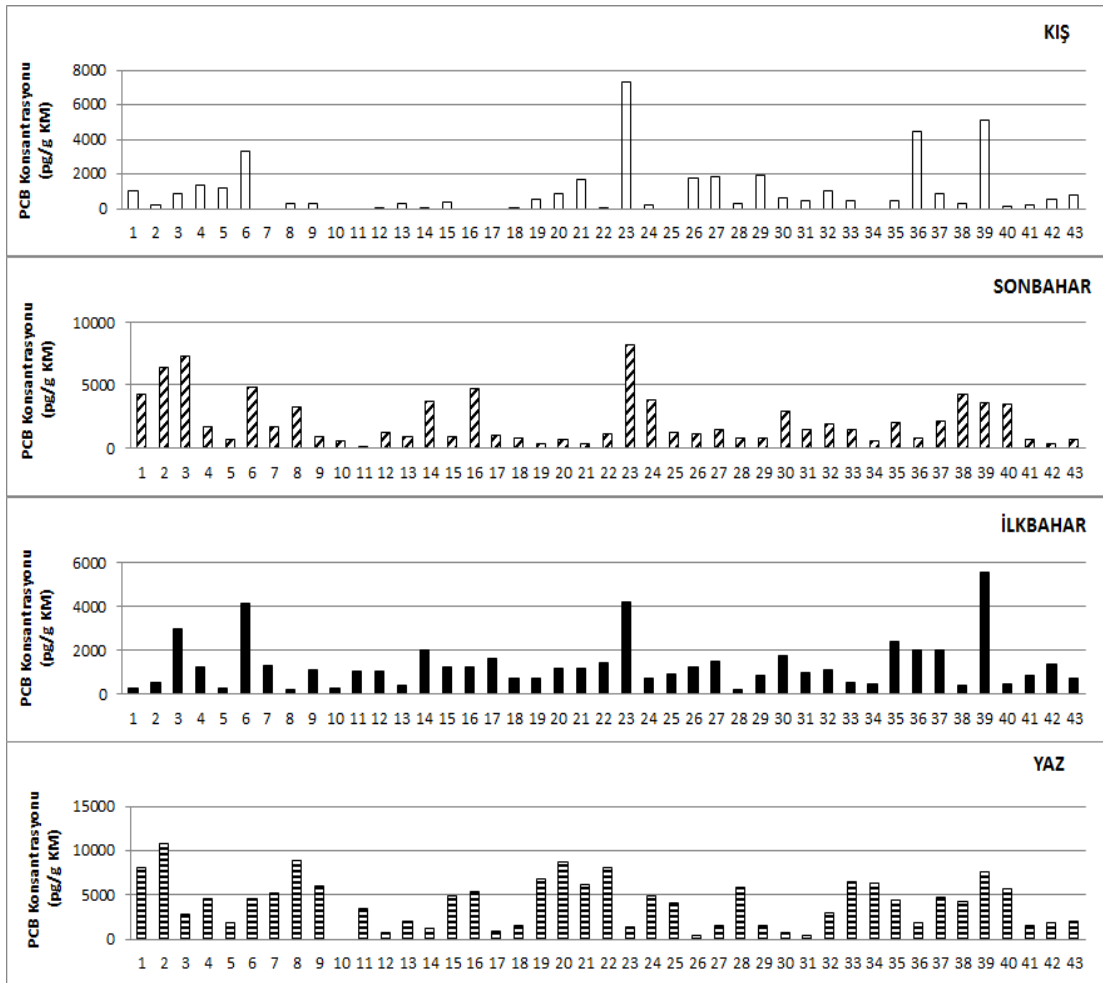 KIŞ
PCB Konsantrasyonu
(pg/g KM)
8000
6000
4000
2000
0
1 2 3 4 5 6 7 8 9 10 11 12 13 14 15 16 17 18 19 20 21 22 23 24 25 26 27 28 29 30 31 32 33 34 35 36 37 38 39 40 41 42 43
SONBAHAR
PCB Konsantrasyonu
(pg/g KM)
10000
5000
0
1 2 3 4 5 6 7 8 9 10 11 12 13 14 15 16 17 18 19 20 21 22 23 24 25 26 27 28 29 30 31 32 33 34 35 36 37 38 39 40 41 42 43
İLKBAHAR
PCB Konsantrasyonu
(pg/g KM)
6000
4000
2000
0
1 2 3 4 5 6 7 8 9 10 11 12 13 14 15 16 17 18 19 20 21 22 23 24 25 26 27 28 29 30 31 32 33 34 35 36 37 38 39 40 41 42 43
YAZ
PCB Konsantrasyonu
(pg/g KM)
15000
10000
5000
0
1 2 3 4 5 6 7 8 9 10 11 12 13 14 15 16 17 18 19 20 21 22 23 24 25 26 27 28 29 30 31 32 33 34 35 36 37 38 39 40 41 42 43